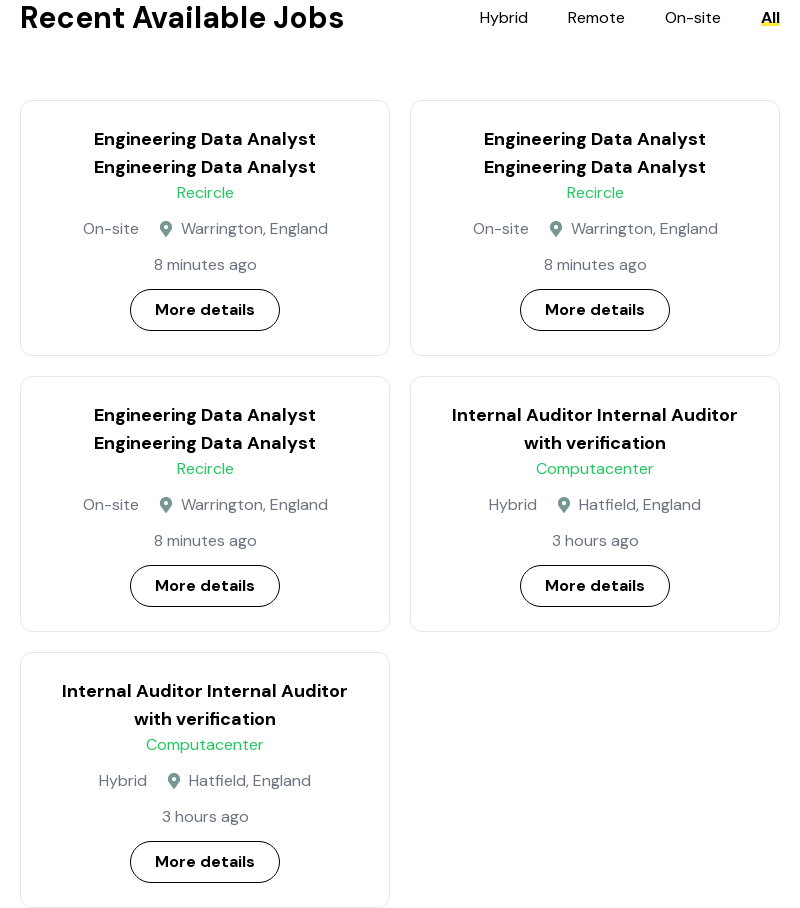 Recent Available Jobs
Hybrid Remote On-site All
Engineering Data Analyst
Engineering Data Analyst
Recircle
On-site Warrington, England
8 minutes ago
More details
Engineering Data Analyst
Engineering Data Analyst
Recircle
On-site Warrington, England
8 minutes ago
More details
Engineering Data Analyst
Engineering Data Analyst
Recircle
On-site Warrington, England
8 minutes ago
More details
Internal Auditor Internal Auditor
with verification
Computacenter
Hybrid Hatfield, England
3 hours ago
More details
Internal Auditor Internal Auditor
with verification
Computacenter
Hybrid Hatfield, England
3 hours ago
More details